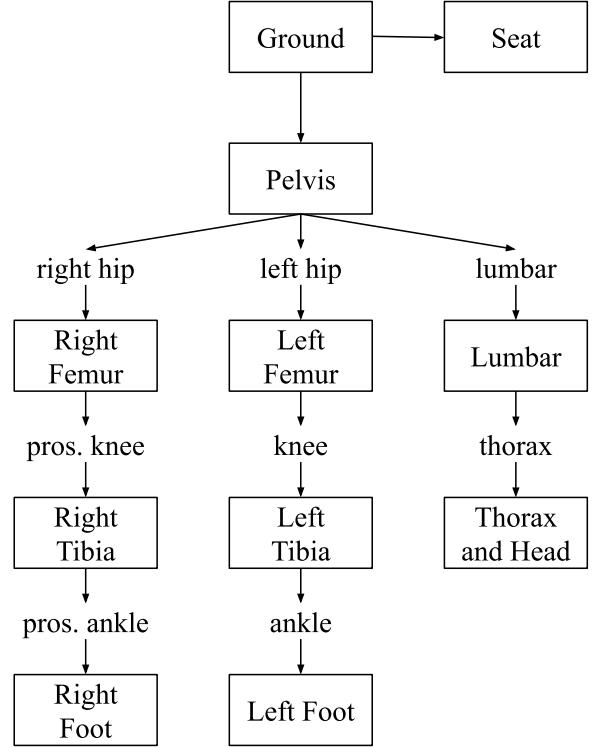 Ground
Seat
Pelvis
right hip
left hip
lumbar
Right
Femur
Left
Femur
Lumbar
pros. knee
knee
thorax
Right
Tibia
Left
Tibia
Thorax
and Head
pros. ankle
ankle
Right
Foot
Left Foot